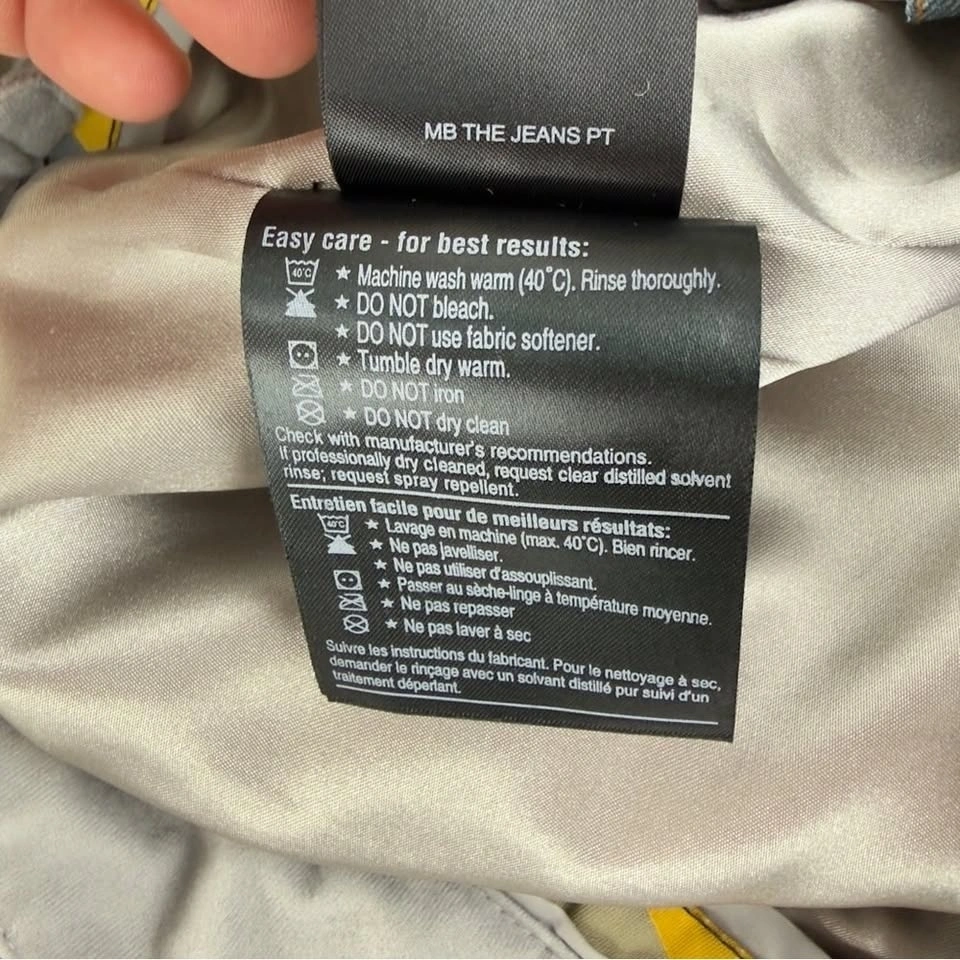 MB THE JEANS PT
Easy care - for best results:
40°C ★ Machine wash warm (40°C). Rinse thoroughly.
★ DO NOT bleach.
★ DO NOT use fabric softener.
★ Tumble dry warm.
★ DO NOT iron
★ DO NOT dry clean
Check with manufacturer's recommendations.
If professionally dry cleaned, request clear distilled solvent
rinse; request spray repellent.
Entretien facile pour de meilleurs résultats:
40°C ★ Lavage en machine (max. 40°C). Bien rincer.
★ Ne pas javelliser.
★ Ne pas utiliser d'assouplissant.
★ Passer au sèche-linge à température moyenne.
★ Ne pas repasser
★ Ne pas laver à sec
Suivre les instructions du fabricant. Pour le nettoyage à sec,
demander le rinçage avec un solvant distillé pur suivi d'un
traitement déperlant.